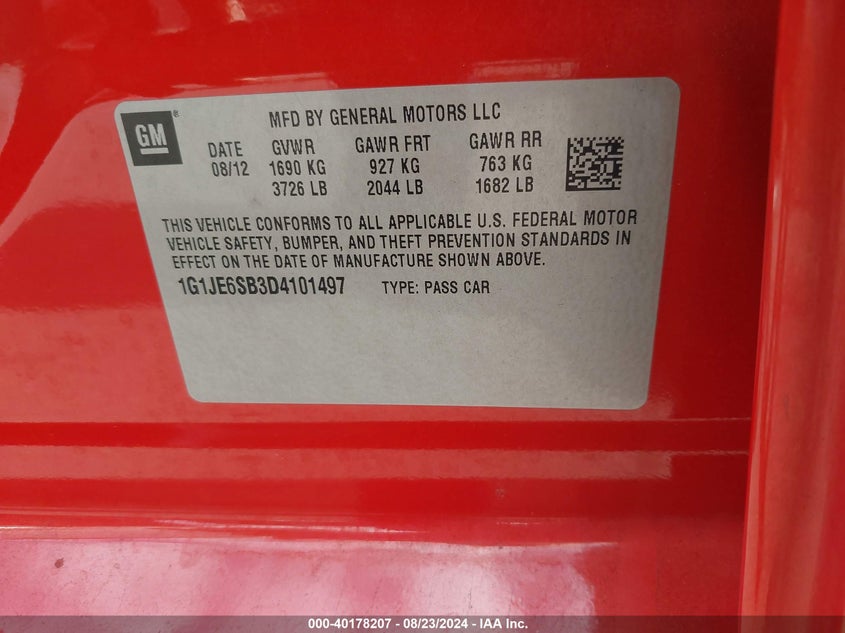 GM ®
MFD BY GENERAL MOTORS LLC
DATE GVWR GAWR FRT GAWR RR
08/12 1690 KG 927 KG 763 KG
3726 LB 2044 LB 1682 LB
THIS VEHICLE CONFORMS TO ALL APPLICABLE U.S. FEDERAL MOTOR
VEHICLE SAFETY, BUMPER, AND THEFT PREVENTION STANDARDS IN
EFFECT ON THE DATE OF MANUFACTURE SHOWN ABOVE.
1G1JE6SB3D4101497 TYPE: PASS CAR
000-40178207 - 08/23/2024 - IAA Inc.